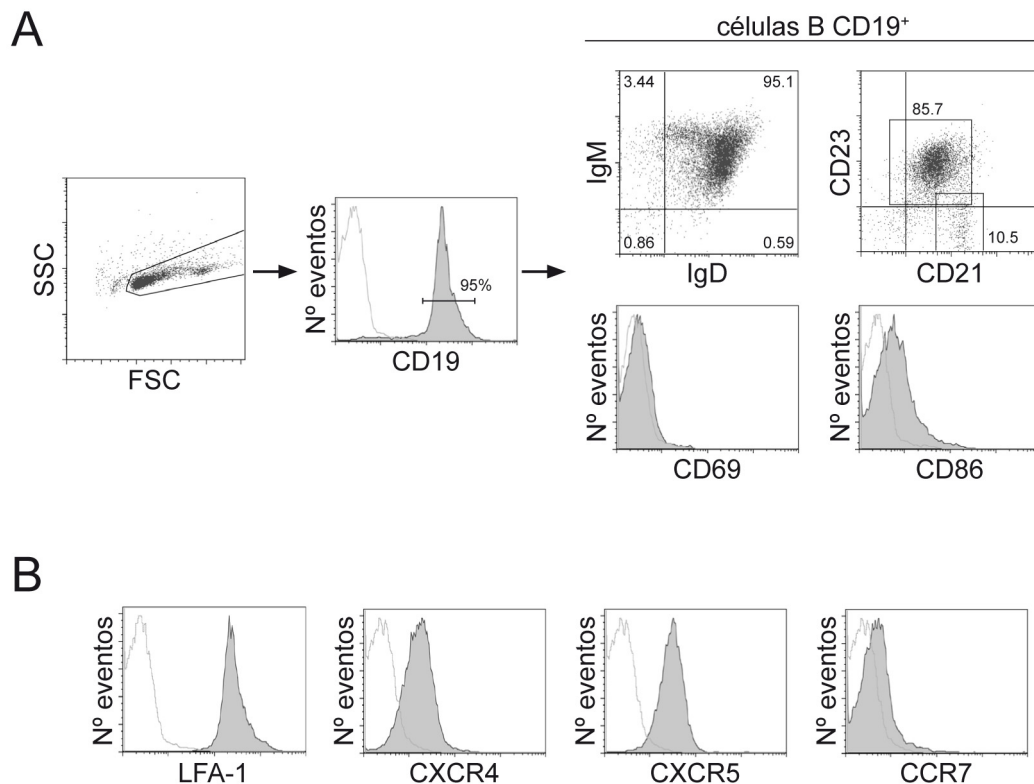 A
células B CD19⁺
SSC
FSC
Nº eventos
95%
CD19
IgM
3.44
95.1
0.86
0.59
IgD
CD23
85.7
10.5
CD21
Nº eventos
CD69
Nº eventos
CD86
B
Nº eventos
LFA-1
Nº eventos
CXCR4
Nº eventos
CXCR5
Nº eventos
CCR7